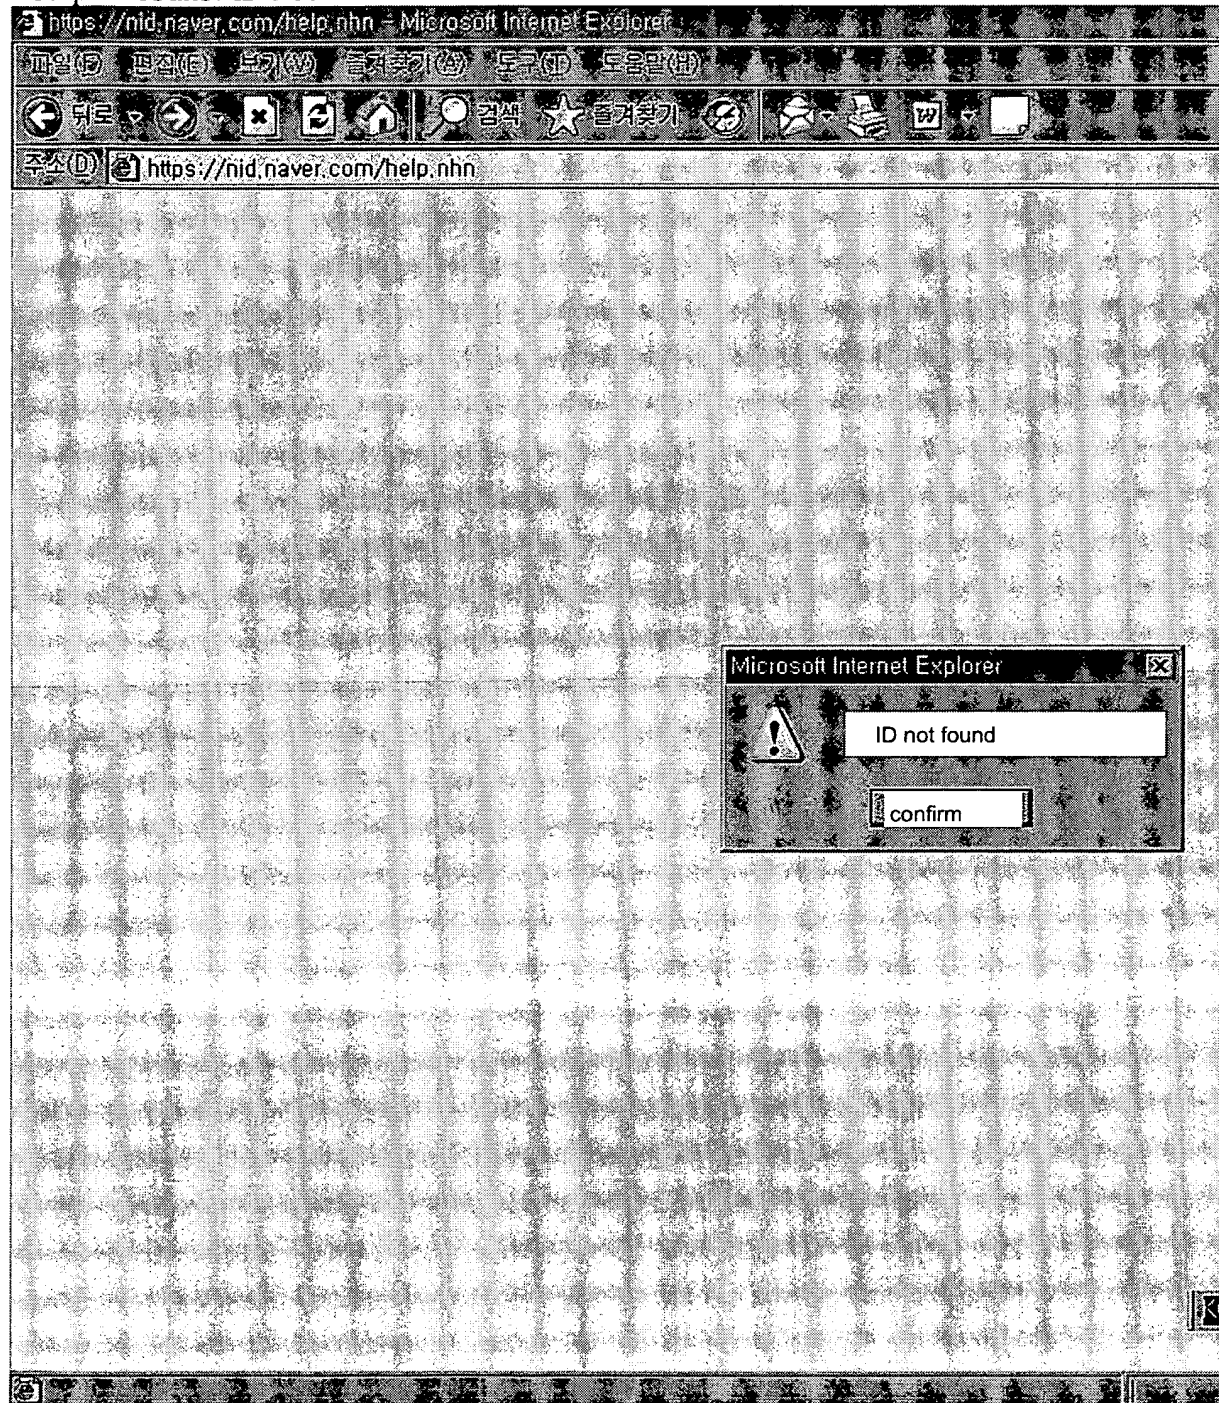 https://nid.naver.com/help.nhn - Microsoft Internet Explorer
파일(F) 편집(E) 보기(V) 즐겨찾기(A) 도구(T) 도움말(H)
뒤로 검색 즐겨찾기
주소(D) https://nid.naver.com/help.nhn
Microsoft Internet Explorer
ID not found
confirm